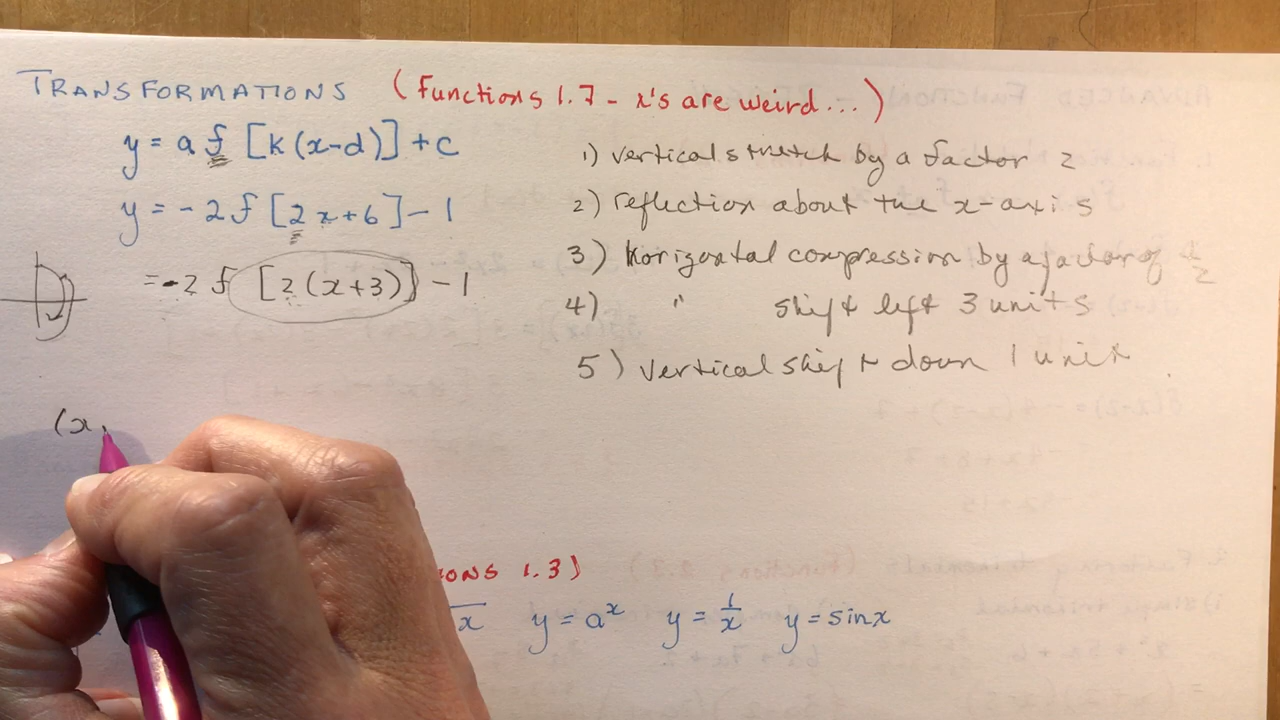 TRANSFORMATIONS (Functions 1.7 - x's are weird...)
y = a f [k(x-d)] + c
y = -2 f [2x+6] - 1
= -2 f [2(x+3)] - 1
1) vertical stretch by a factor 2
2) reflection about the x-axis
3) horizontal compression by a factor of 1/2
4) " shift left 3 units
5) vertical shift down 1 unit
(x,
1.3)
x y = a^x y = 1/x y = sin x